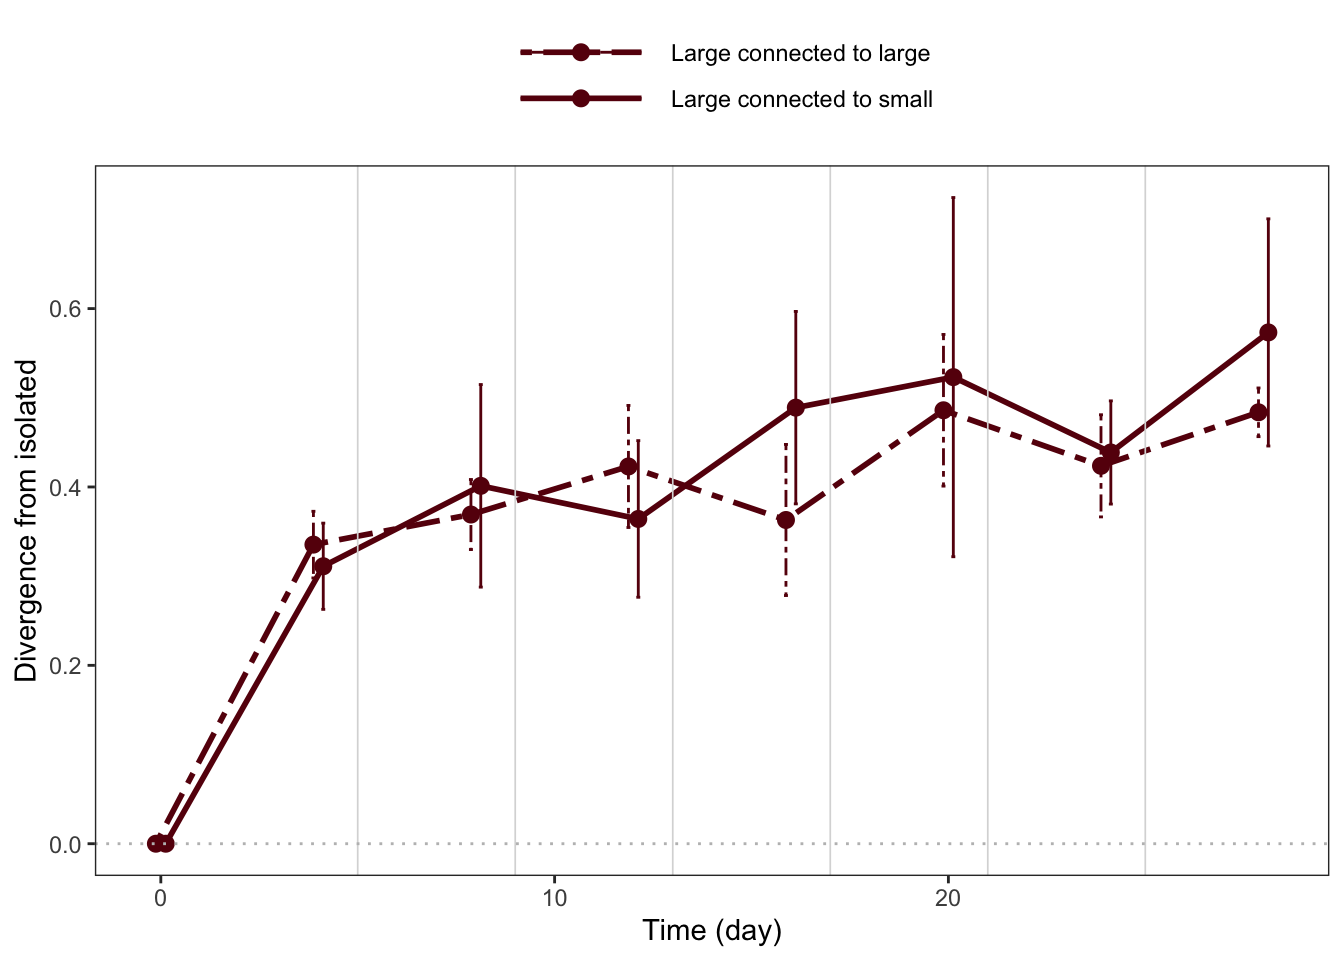 Large connected to large
Large connected to small
Divergence from isolated
0.6
0.4
0.2
0.0
0
10
20
Time (day)